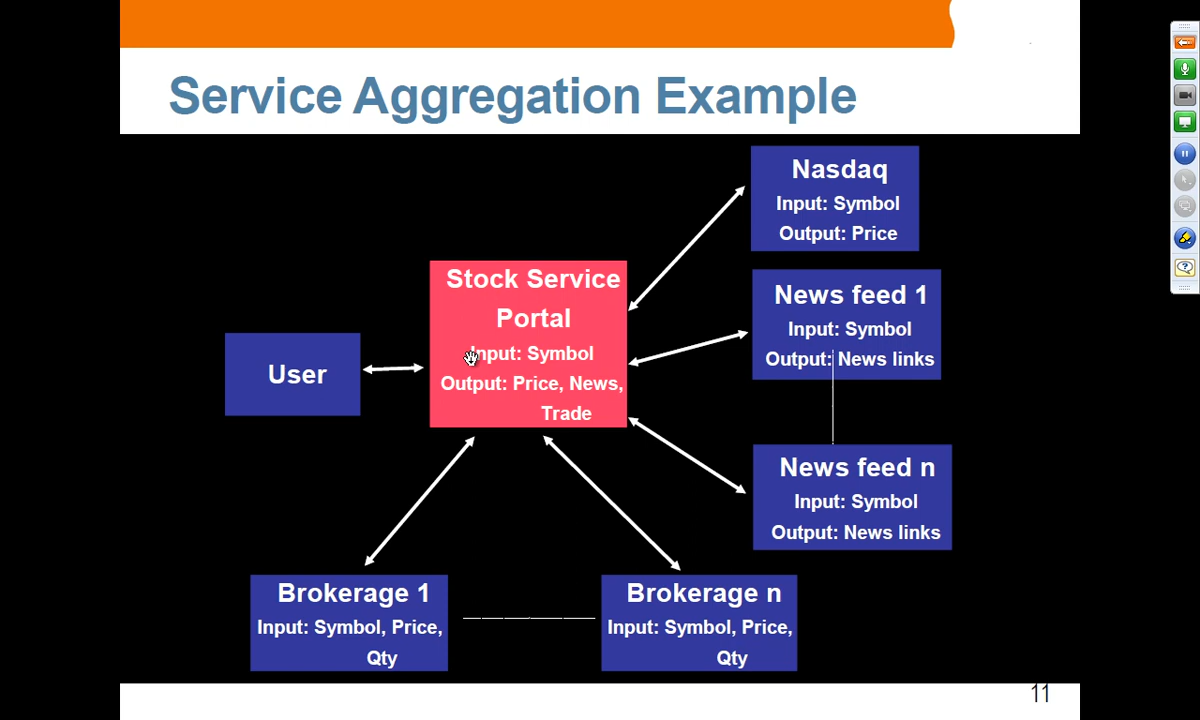 Service Aggregation Example
Nasdaq
Input: Symbol
Output: Price
Stock Service
Portal
Input: Symbol
Output: Price, News,
Trade
News feed 1
Input: Symbol
Output: News links
User
News feed n
Input: Symbol
Output: News links
Brokerage 1
Input: Symbol, Price,
Qty
Brokerage n
Input: Symbol, Price,
Qty
11